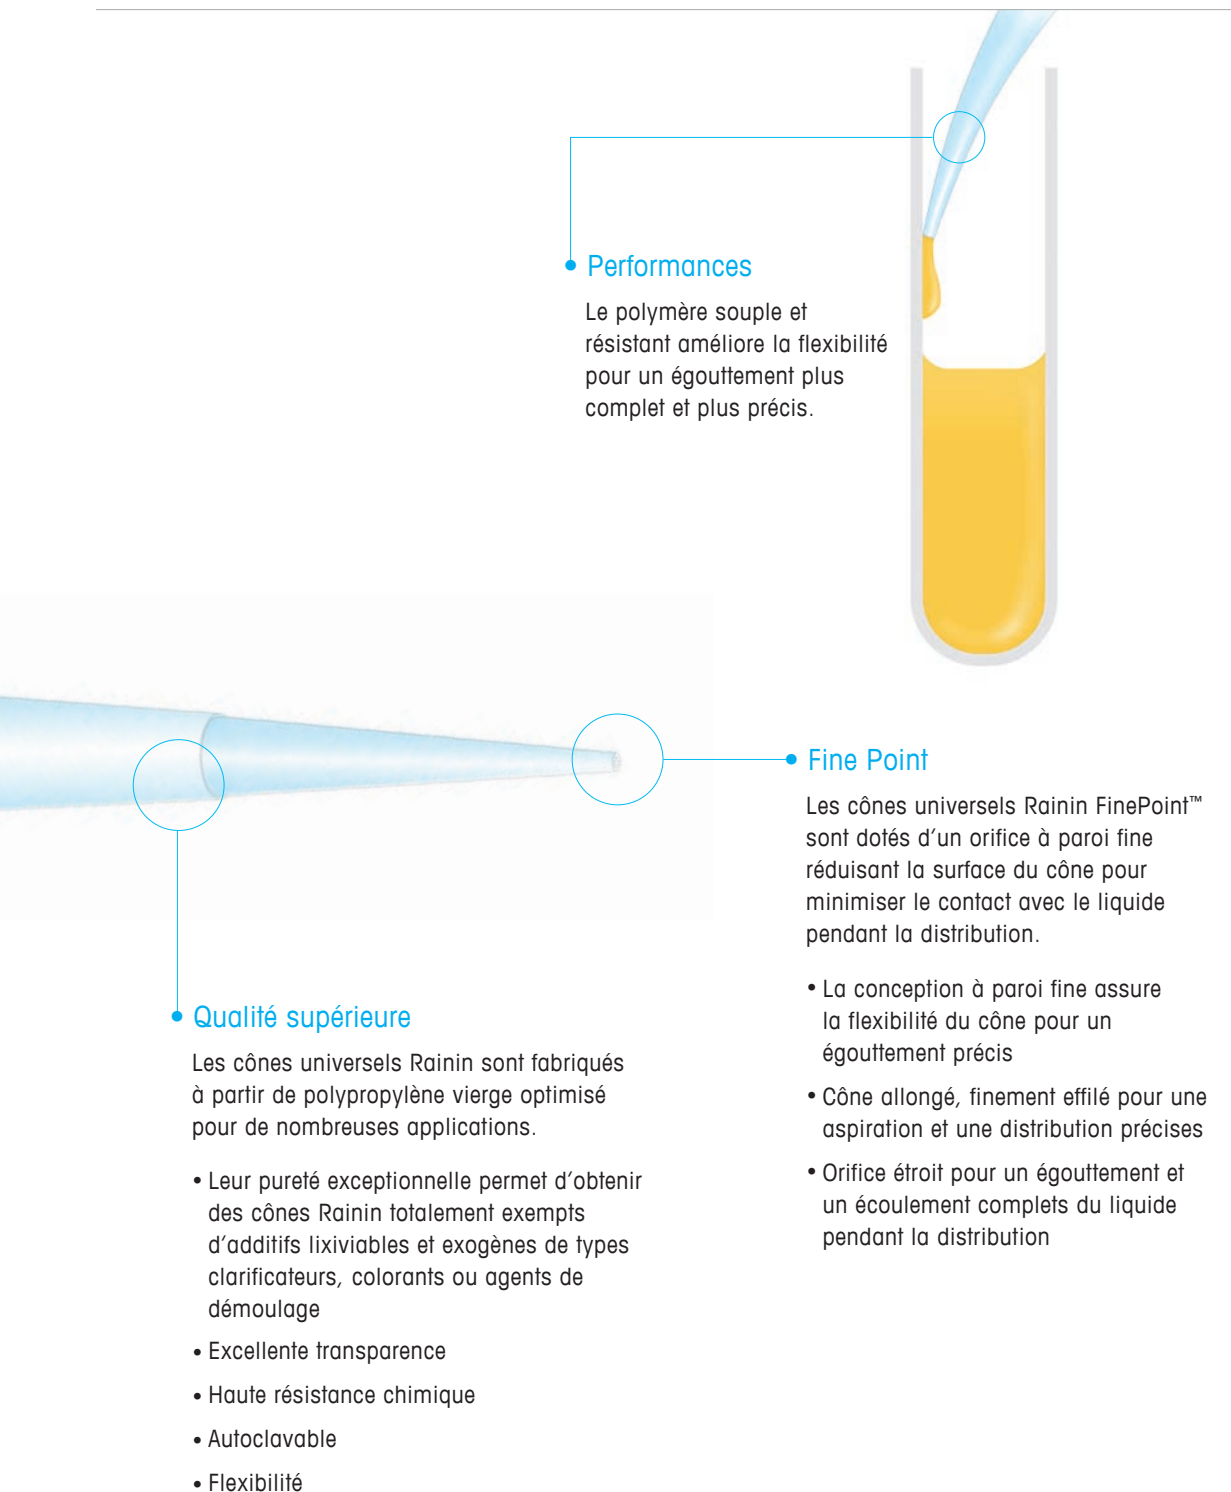 Performances
Le polymère souple et
résistant améliore la flexibilité
pour un égouttement plus
complet et plus précis.
Fine Point
Les cônes universels Rainin FinePoint™
sont dotés d’un orifice à paroi fine
réduisant la surface du cône pour
minimiser le contact avec le liquide
pendant la distribution.
• La conception à paroi fine assure
la flexibilité du cône pour un
égouttement précis
• Cône allongé, finement effilé pour une
aspiration et une distribution précises
• Orifice étroit pour un égouttement et
un écoulement complets du liquide
pendant la distribution
Qualité supérieure
Les cônes universels Rainin sont fabriqués
à partir de polypropylène vierge optimisé
pour de nombreuses applications.
• Leur pureté exceptionnelle permet d’obtenir
des cônes Rainin totalement exempts
d’additifs lixiviables et exogènes de types
clarificateurs, colorants ou agents de
démoulage
• Excellente transparence
• Haute résistance chimique
• Autoclavable
• Flexibilité